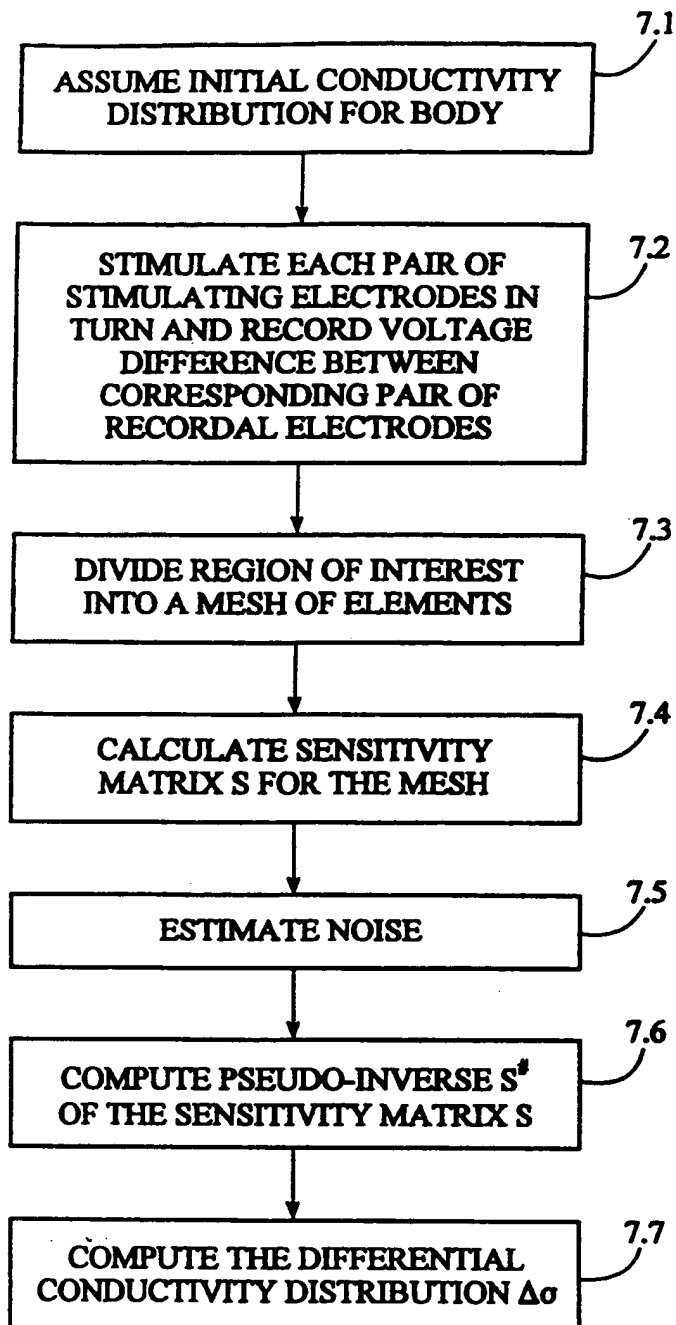 7.1
ASSUME INITIAL CONDUCTIVITY
DISTRIBUTION FOR BODY
7.2
STIMULATE EACH PAIR OF
STIMULATING ELECTRODES IN
TURN AND RECORD VOLTAGE
DIFFERENCE BETWEEN
CORRESPONDING PAIR OF
RECORDAL ELECTRODES
7.3
DIVIDE REGION OF INTEREST
INTO A MESH OF ELEMENTS
7.4
CALCULATE SENSITIVITY
MATRIX S FOR THE MESH
7.5
ESTIMATE NOISE
7.6
COMPUTE PSEUDO-INVERSE S#
OF THE SENSITIVITY MATRIX S
7.7
COMPUTE THE DIFFERENTIAL
CONDUCTIVITY DISTRIBUTION Δσ